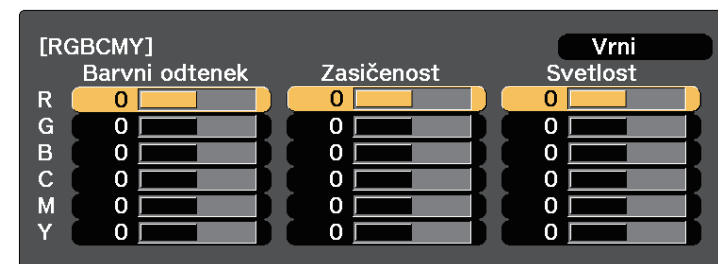 [RGBCMY] Vrni
Barvni odtenek Zasičenost Svetlost
R 0 0 0
G 0 0 0
B 0 0 0
C 0 0 0
M 0 0 0
Y 0 0 0